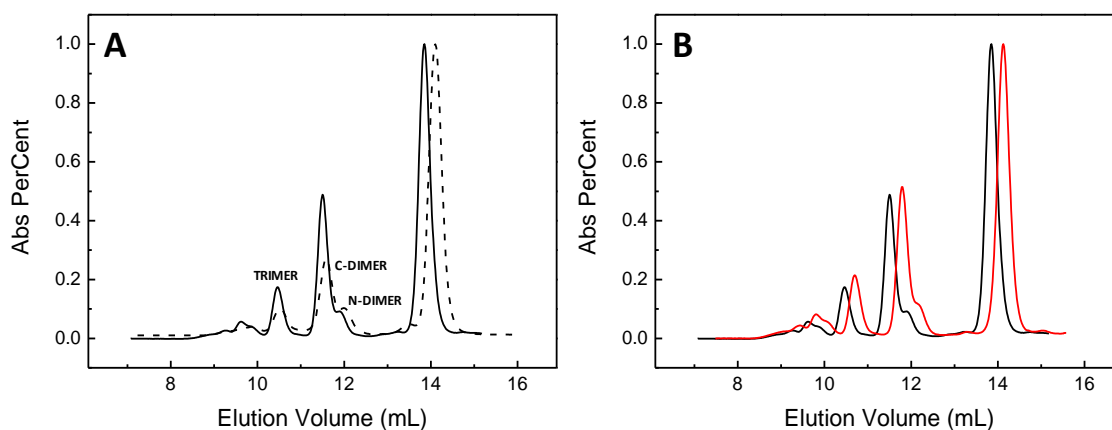 A
1.0
0.8
0.6
0.4
0.2
0.0
Abs PerCent
TRIMER
C-DIMER
N-DIMER
8
10
12
14
16
Elution Volume (mL)
B
1.0
0.8
0.6
0.4
0.2
0.0
Abs PerCent
8
10
12
14
16
Elution Volume (mL)